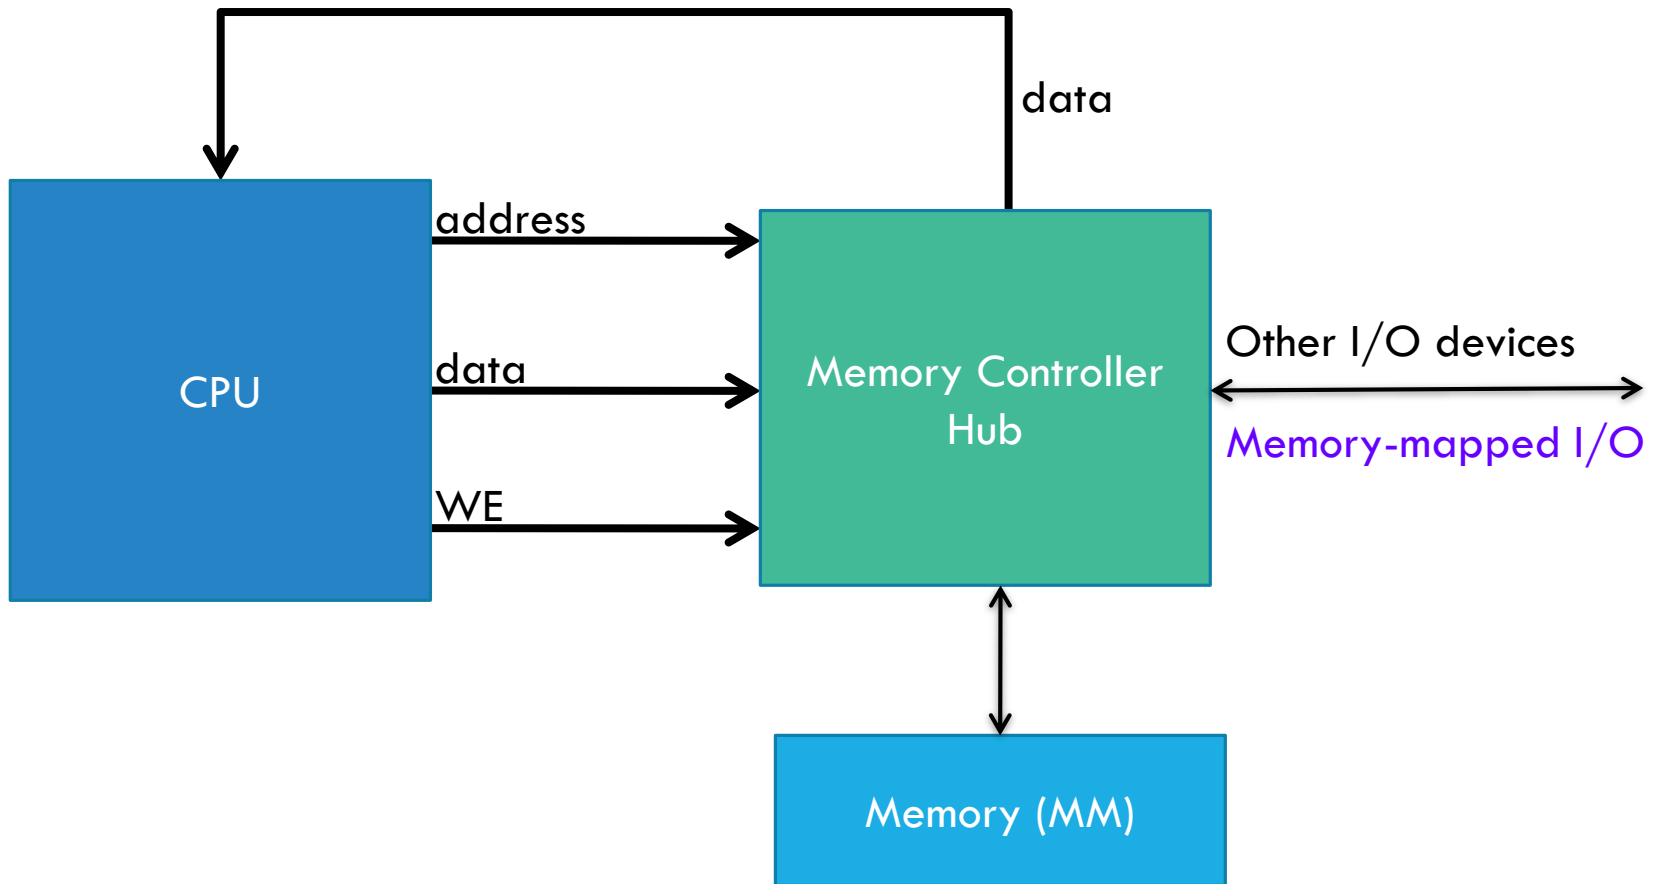 data
address
CPU
data
WE
Memory Controller
Hub
Other I/O devices
Memory-mapped I/O
Memory (MM)